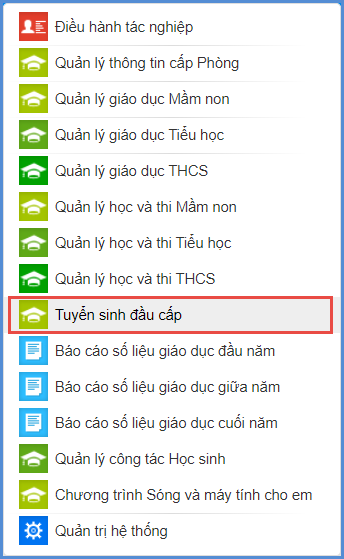 Điều hành tác nghiệp
Quản lý thông tin cấp Phòng
Quản lý giáo dục Mầm non
Quản lý giáo dục Tiểu học
Quản lý giáo dục THCS
Quản lý học và thi Mầm non
Quản lý học và thi Tiểu học
Quản lý học và thi THCS
Tuyển sinh đầu cấp
Báo cáo số liệu giáo dục đầu năm
Báo cáo số liệu giáo dục giữa năm
Báo cáo số liệu giáo dục cuối năm
Quản lý công tác Học sinh
Chương trình Sóng và máy tính cho em
Quản trị hệ thống